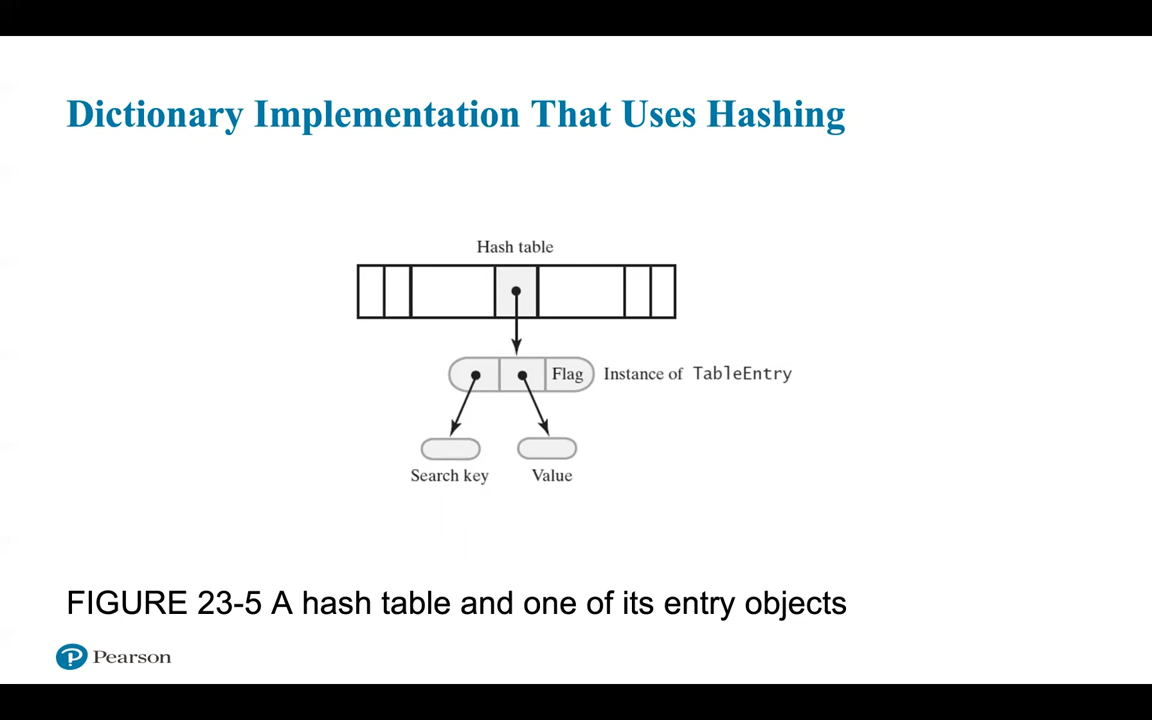 Dictionary Implementation That Uses Hashing
Hash table
Flag
Instance of TableEntry
Search key
Value
FIGURE 23-5 A hash table and one of its entry objects
Pearson